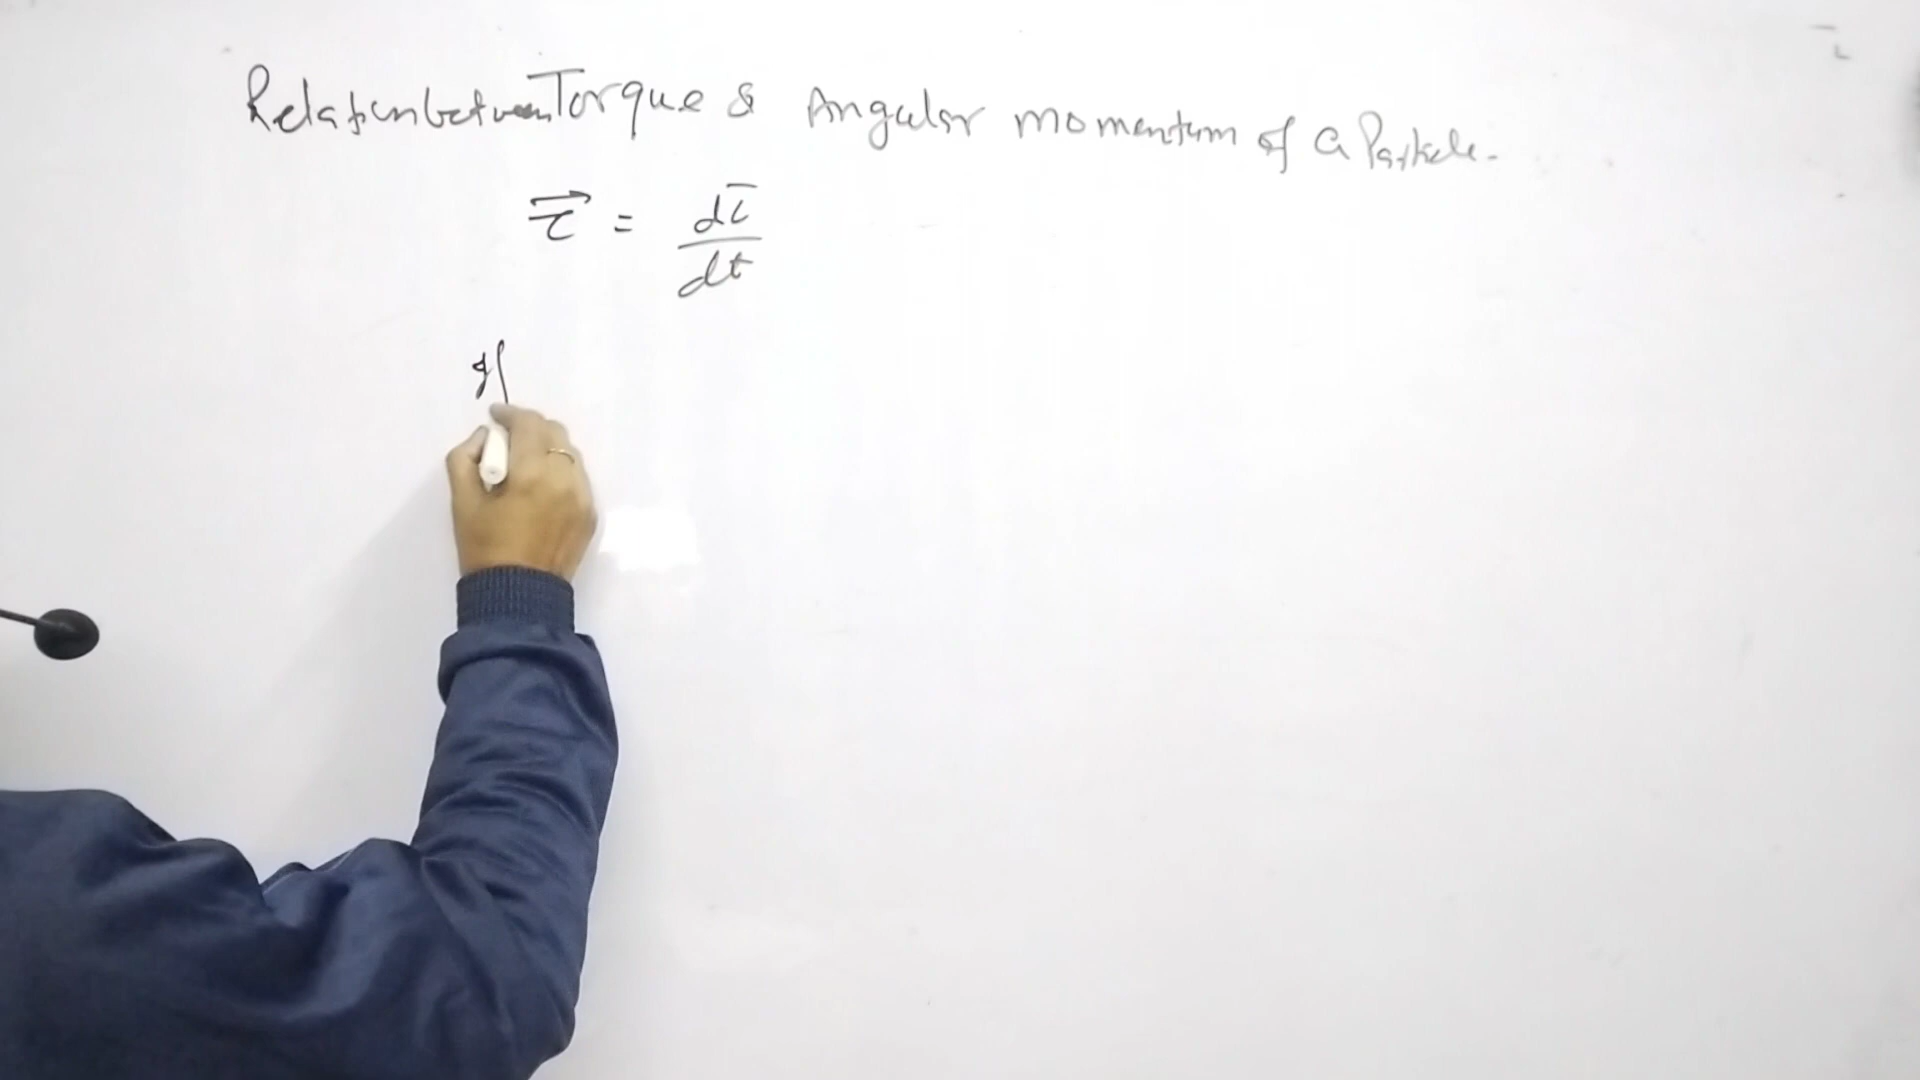 Relation between Torque & Angular momentum of a Particle.
τ⃗ = dl̅/dt